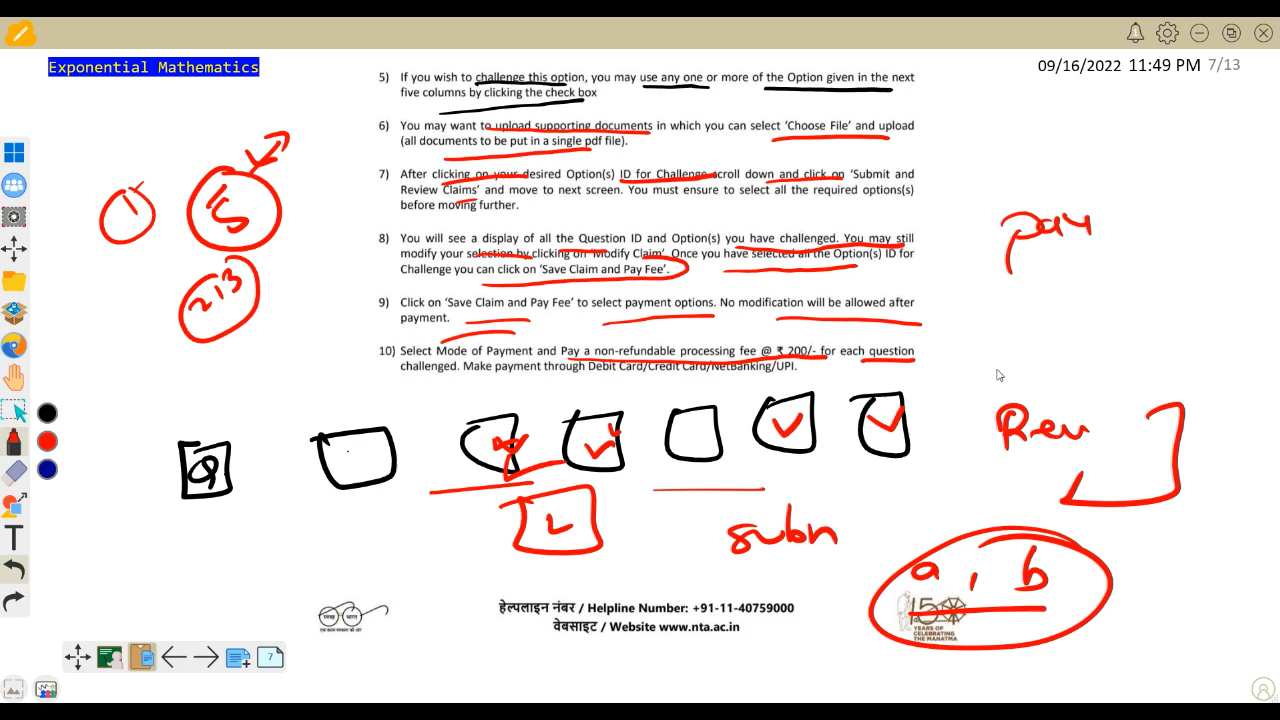 Exponential Mathematics
09/16/2022 11:49 PM 7/13
5) If you wish to challenge this option, you may use any one or more of the Option given in the next
five columns by clicking the check box
6) You may want to upload supporting documents in which you can select 'Choose File' and upload
(all documents to be put in a single pdf file).
7) After clicking on your desired Option(s) ID for Challenge scroll down and click on 'Submit and
Review Claims' and move to next screen. You must ensure to select all the required options(s)
before moving further.
8) You will see a display of all the Question ID and Option(s) you have challenged. You may still
modify your selection by clicking on 'Modify Claim'. Once you have selected all the Option(s) ID for
Challenge you can click on 'Save Claim and Pay Fee'.
9) Click on 'Save Claim and Pay Fee' to select payment options. No modification will be allowed after
payment.
10) Select Mode of Payment and Pay a non-refundable processing fee @ ₹ 200/- for each question
challenged. Make payment through Debit Card/Credit Card/NetBanking/UPI.
1
5
2,3
pay
Q
Rev
subn
a, b
हेल्पलाइन नंबर / Helpline Number: +91-11-40759000
वेबसाइट / Website www.nta.ac.in
150
YEARS OF
CELEBRATING
THE MAHATMA
7